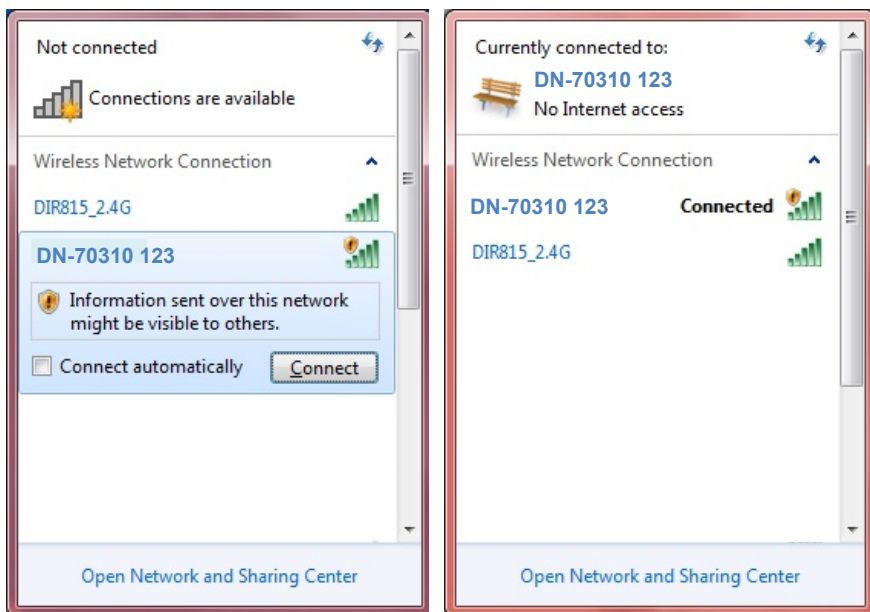 Not connected
Connections are available
Wireless Network Connection
DIR815_2.4G
DN-70310 123
Information sent over this network
might be visible to others.
Connect automatically
Connect
Open Network and Sharing Center
Currently connected to:
DN-70310 123
No Internet access
Wireless Network Connection
DN-70310 123 Connected
DIR815_2.4G
Open Network and Sharing Center